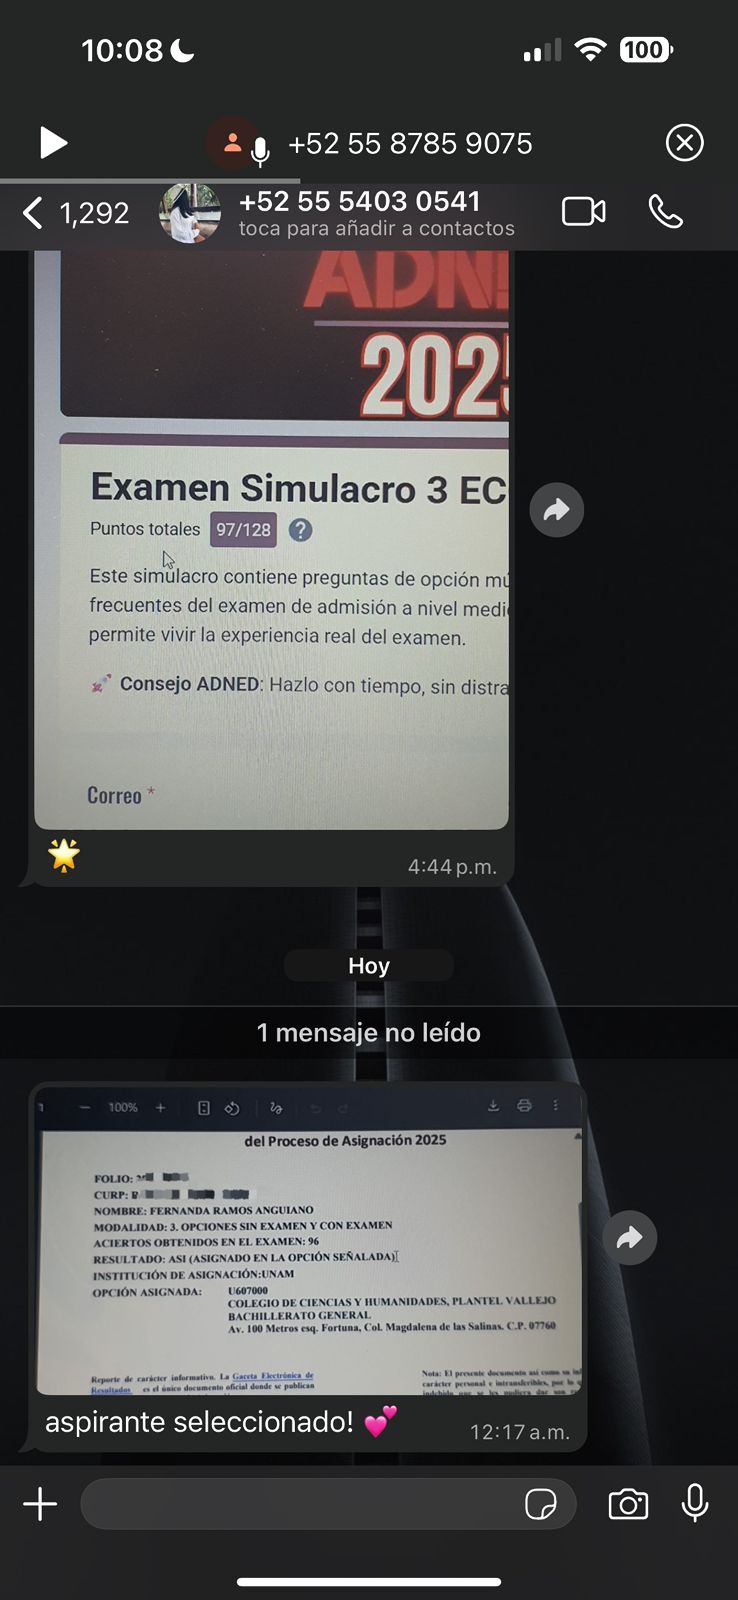 10:08
100
+52 55 8785 9075
1,292
+52 55 5403 0541
toca para añadir a contactos
ADN
202
Examen Simulacro 3 EC
Puntos totales 97/128 ?
Este simulacro contiene preguntas de opción mú
frecuentes del examen de admisión a nivel medi
permite vivir la experiencia real del examen.
🚀 Consejo ADNED: Hazlo con tiempo, sin distra
Correo *
🌟
4:44 p.m.
Hoy
1 mensaje no leído
100%
del Proceso de Asignación 2025
FOLIO:
CURP:
NOMBRE: FERNANDA RAMOS ANGUIANO
MODALIDAD: 3. OPCIONES SIN EXAMEN Y CON EXAMEN
ACIERTOS OBTENIDOS EN EL EXAMEN: 96
RESULTADO: ASI (ASIGNADO EN LA OPCIÓN SEÑALADA)
INSTITUCIÓN DE ASIGNACIÓN:UNAM
OPCIÓN ASIGNADA: U607000
COLEGIO DE CIENCIAS Y HUMANIDADES, PLANTEL VALLEJO
BACHILLERATO GENERAL
Av. 100 Metros esq. Fortuna, Col. Magdalena de las Salinas. C.P. 07760
Reporte de carácter informativo. La Gaceta Electrónica de
Resultados es el único documento oficial donde se publican
Nota: El presente documento así como su
carácter personal e intransferibles, por lo
aspirante seleccionado! 💕
12:17 a.m.